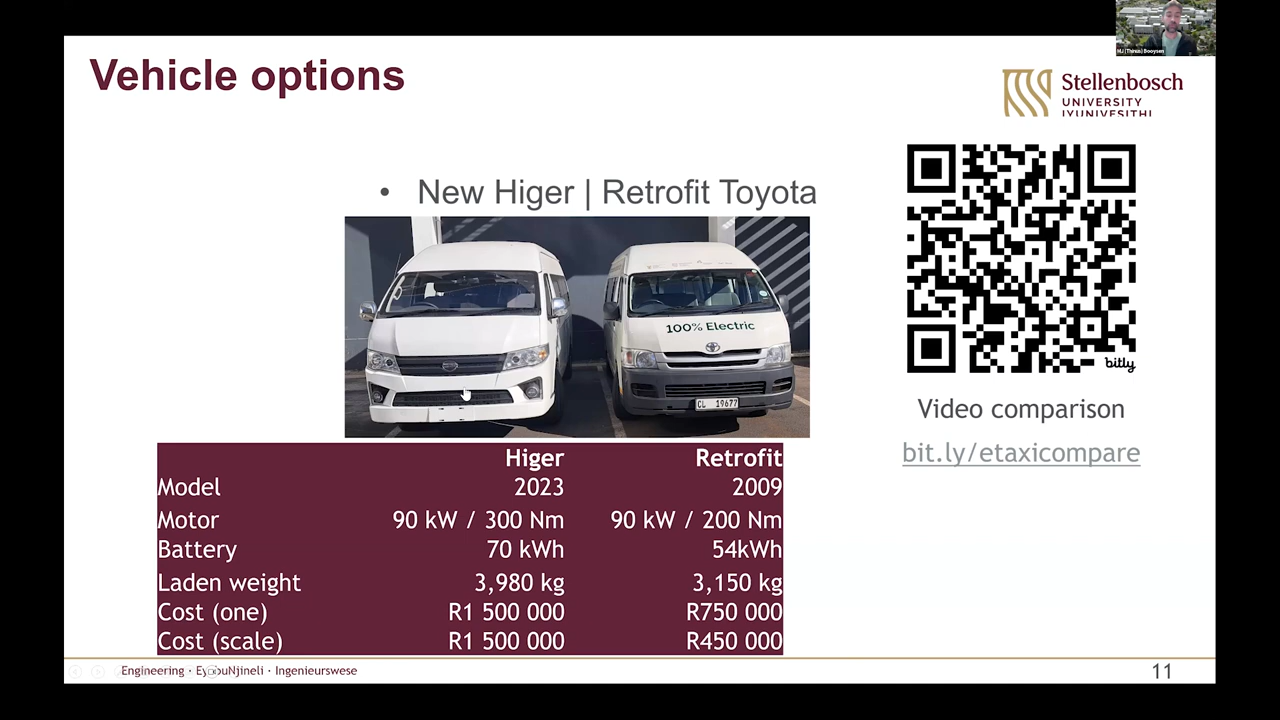 MJ (Thinus) Booysen
Vehicle options
Stellenbosch
UNIVERSITY
IYUNIVESITHI
• New Higer | Retrofit Toyota
100% Electric
CL 19677
bitly
Video comparison
bit.ly/etaxicompare
Higer Retrofit
Model 2023 2009
Motor 90 kW / 300 Nm 90 kW / 200 Nm
Battery 70 kWh 54kWh
Laden weight 3,980 kg 3,150 kg
Cost (one) R1 500 000 R750 000
Cost (scale) R1 500 000 R450 000
Engineering · EyobuNjineli · Ingenieurswese
11